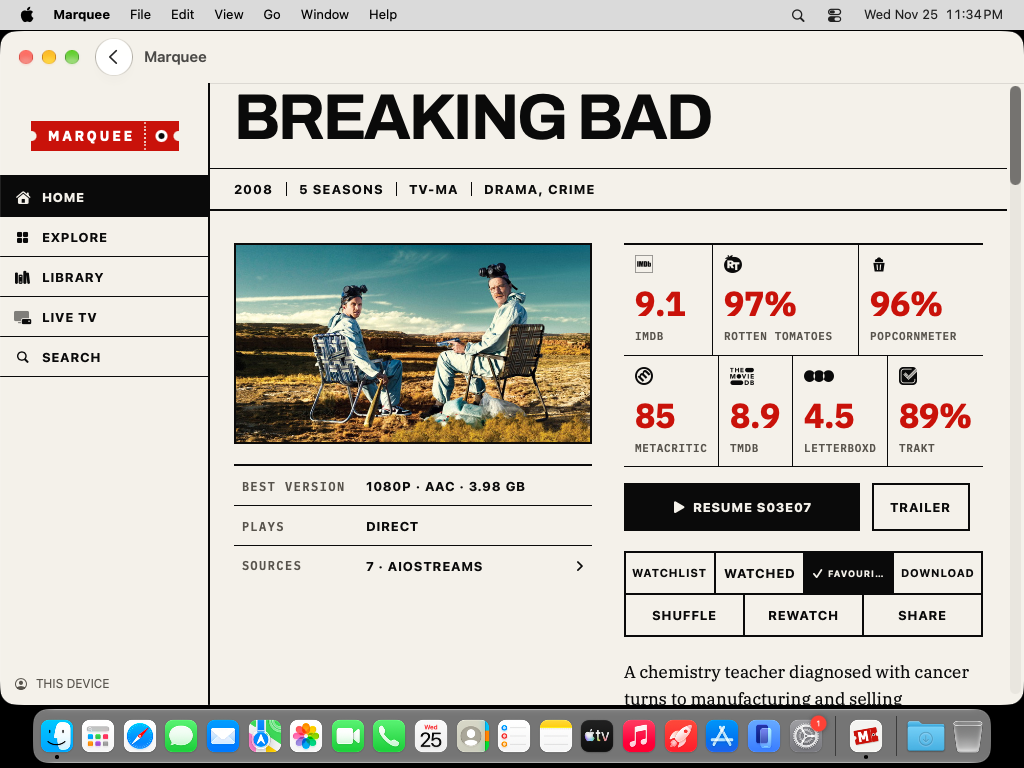 Marquee File Edit View Go Window Help Wed Nov 25 11:34PM
Marquee
MARQUEE
HOME
EXPLORE
LIBRARY
LIVE TV
SEARCH
THIS DEVICE
BREAKING BAD
2008 5 SEASONS TV-MA DRAMA, CRIME
BEST VERSION 1080P · AAC · 3.98 GB
PLAYS DIRECT
SOURCES 7 · AIOSTREAMS
IMDb RT
9.1 97% 96%
IMDB ROTTEN TOMATOES POPCORNMETER
THE MOVIE DB
85 8.9 4.5 89%
METACRITIC TMDB LETTERBOXD TRAKT
RESUME S03E07 TRAILER
WATCHLIST WATCHED FAVOURI… DOWNLOAD
SHUFFLE REWATCH SHARE
A chemistry teacher diagnosed with cancer
turns to manufacturing and selling
Wed
25
tv
1
M